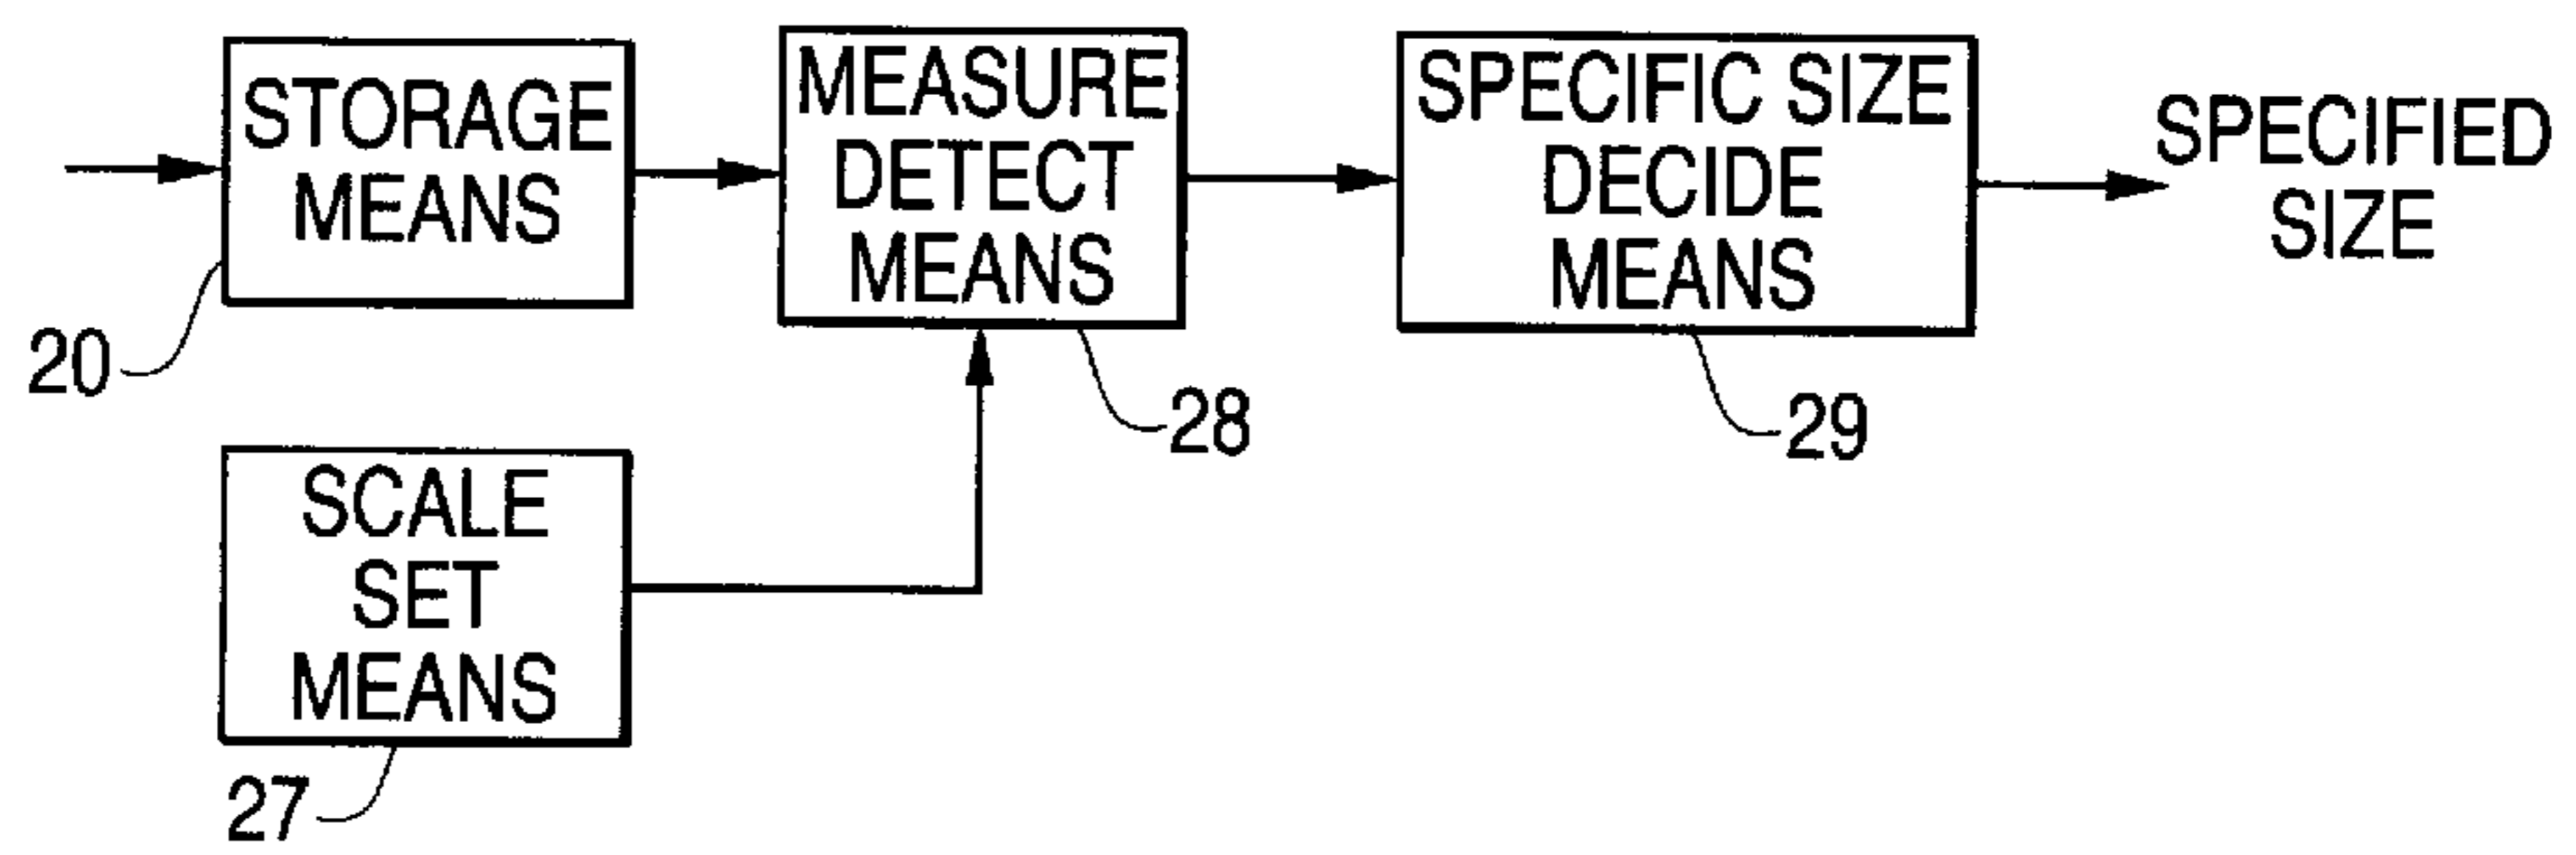 STORAGE
MEANS
20
MEASURE
DETECT
MEANS
28
SPECIFIC SIZE
DECIDE
MEANS
29
SPECIFIED
SIZE
SCALE
SET
MEANS
27